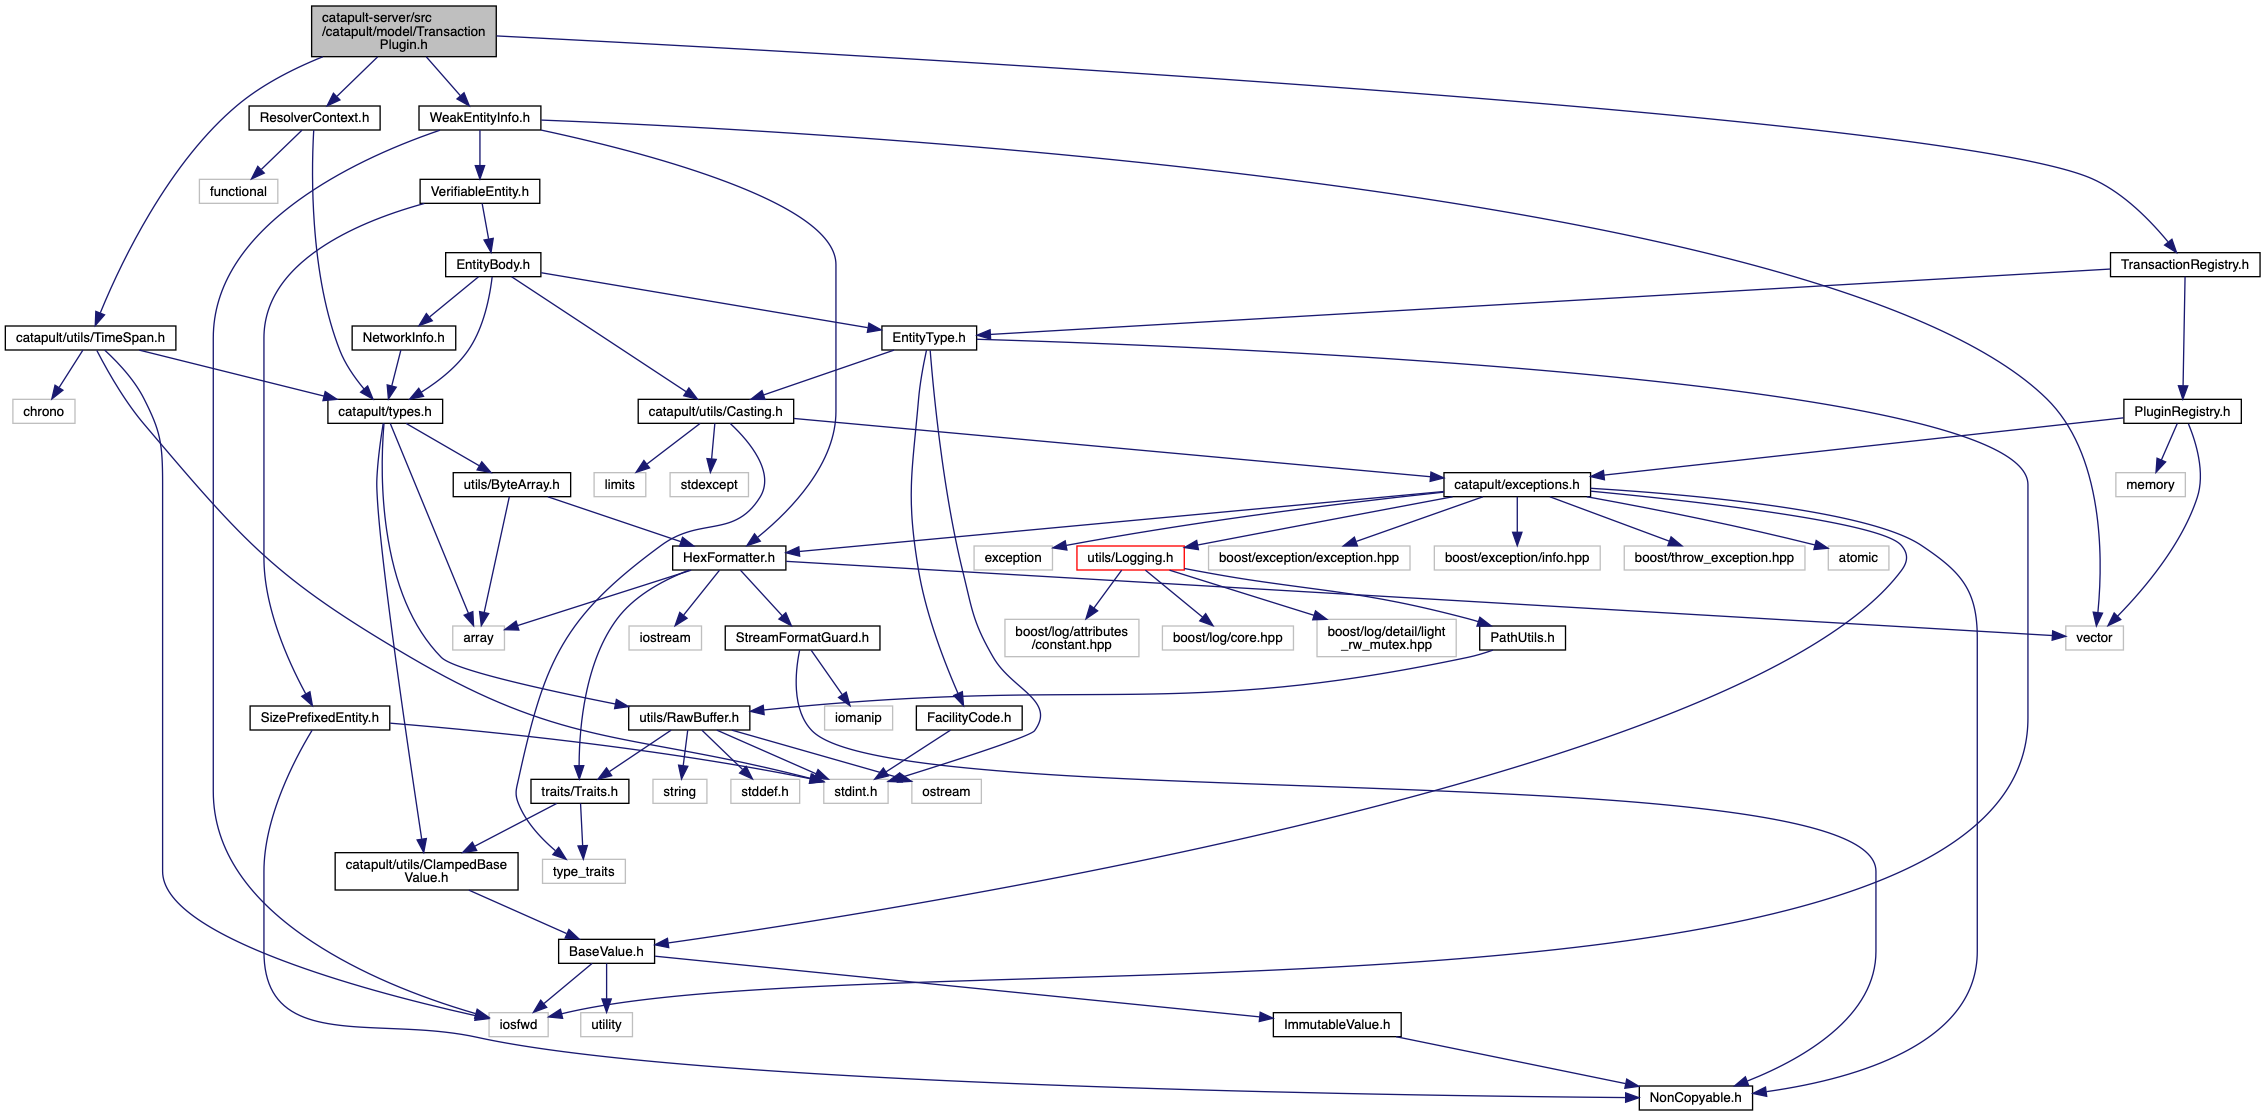 catapult-server/src
/catapult/model/Transaction
Plugin.h
ResolverContext.h
WeakEntityInfo.h
functional
VerifiableEntity.h
EntityBody.h
TransactionRegistry.h
catapult/utils/TimeSpan.h
NetworkInfo.h
EntityType.h
chrono
catapult/types.h
catapult/utils/Casting.h
PluginRegistry.h
utils/ByteArray.h
limits
stdexcept
catapult/exceptions.h
memory
HexFormatter.h
exception
utils/Logging.h
boost/exception/exception.hpp
boost/exception/info.hpp
boost/throw_exception.hpp
atomic
array
iostream
StreamFormatGuard.h
boost/log/attributes
/constant.hpp
boost/log/core.hpp
boost/log/detail/light
_rw_mutex.hpp
PathUtils.h
vector
SizePrefixedEntity.h
utils/RawBuffer.h
iomanip
FacilityCode.h
traits/Traits.h
string
stddef.h
stdint.h
ostream
catapult/utils/ClampedBase
Value.h
type_traits
BaseValue.h
iosfwd
utility
ImmutableValue.h
NonCopyable.h